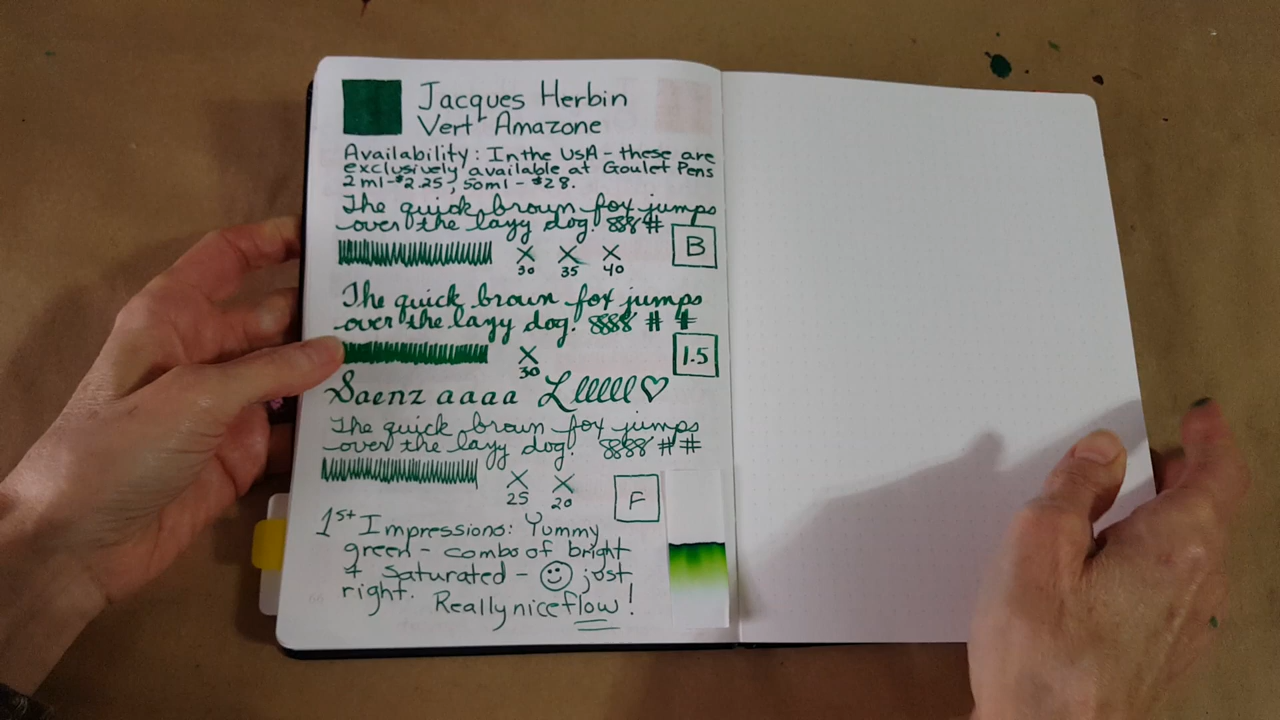 Jacques Herbin
Vert Amazone
Availability: In the USA - these are
exclusively available at Goulet Pens
2ml - $2.25, 50ml - $28.
The quick brown fox jumps
over the lazy dog. 888 #
B
30 35 40
The quick brown fox jumps
over the lazy dog. 888 # #
1.5
30
Saenz aaaa Llllll♡
The quick brown fox jumps
over the lazy dog. 888 # #
25 20
F
1st Impressions: Yummy
green - combo of bright
+ saturated - ☺ just
right. Really nice flow!